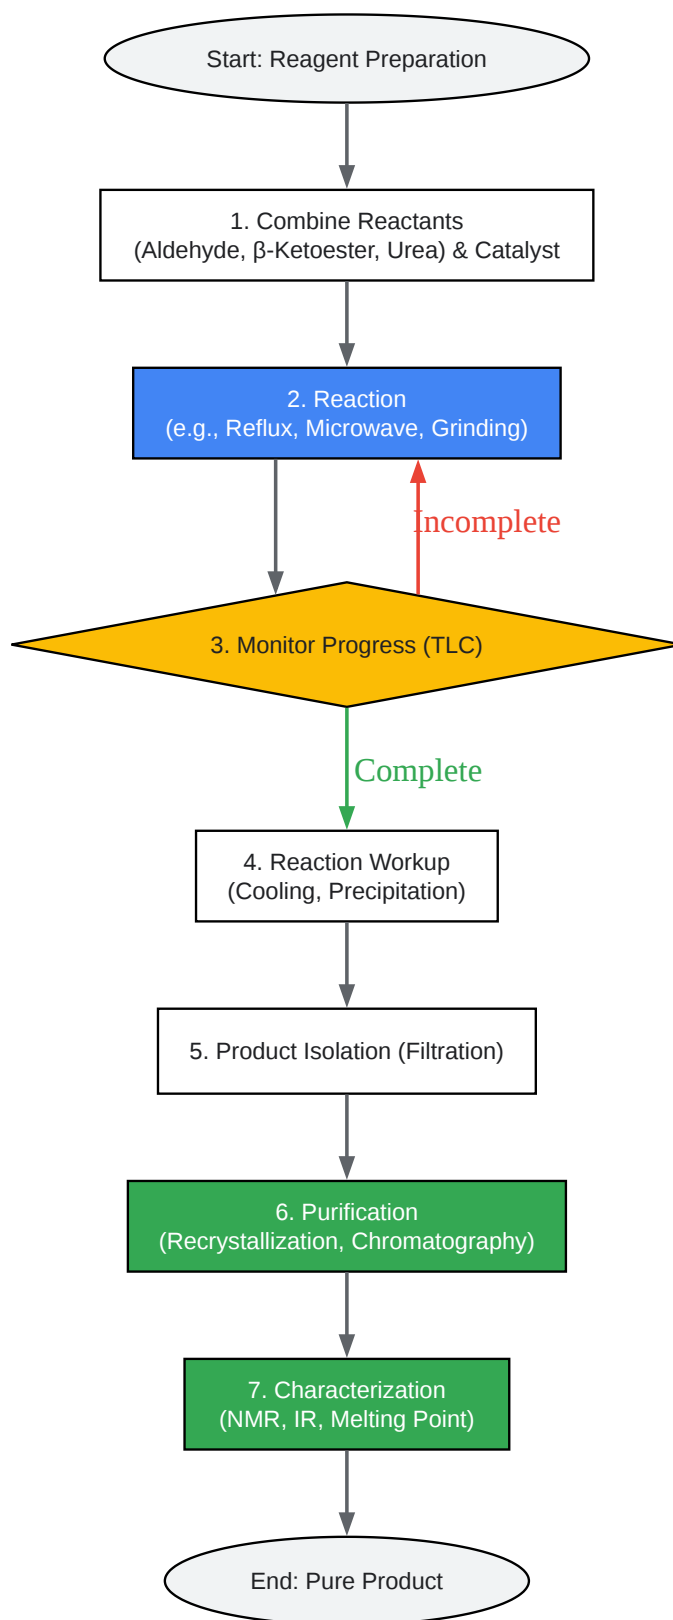 Start: Reagent Preparation
1. Combine Reactants
(Aldehyde, β-Ketoester, Urea) & Catalyst
2. Reaction
(e.g., Reflux, Microwave, Grinding)
Incomplete
3. Monitor Progress (TLC)
Complete
4. Reaction Workup
(Cooling, Precipitation)
5. Product Isolation (Filtration)
6. Purification
(Recrystallization, Chromatography)
7. Characterization
(NMR, IR, Melting Point)
End: Pure Product